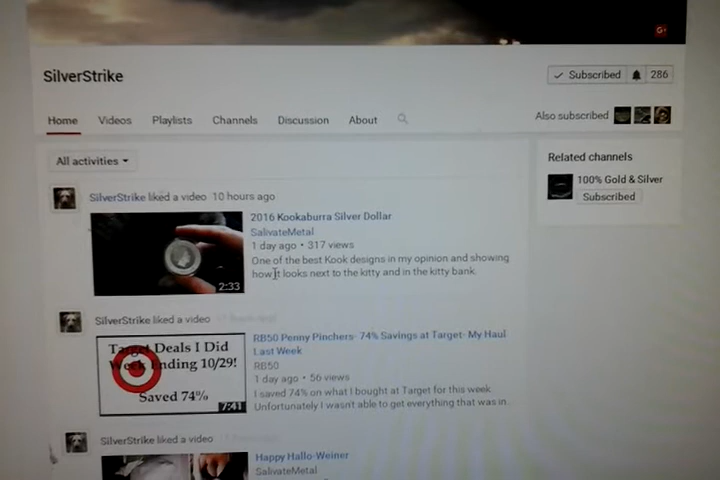 SilverStrike
Subscribed 286
Home Videos Playlists Channels Discussion About
Also subscribed
All activities
Related channels
100% Gold & Silver
Subscribed
SilverStrike liked a video 10 hours ago
2016 Kookaburra Silver Dollar
SalivateMetal
1 day ago • 317 views
One of the best Kook designs in my opinion and showing
how it looks next to the kitty and in the kitty bank.
2:33
SilverStrike liked a video
Target Deals I Did
Week Ending 10/29!
Saved 74%
7:41
RB50 Penny Pinchers- 74% Savings at Target- My Haul
Last Week
RB50
1 day ago • 56 views
I saved 74% on what I bought at Target for this week.
Unfortunately I wasn't able to get everything that was in
SilverStrike liked a video
Happy Hallo-Weiner
SalivateMetal